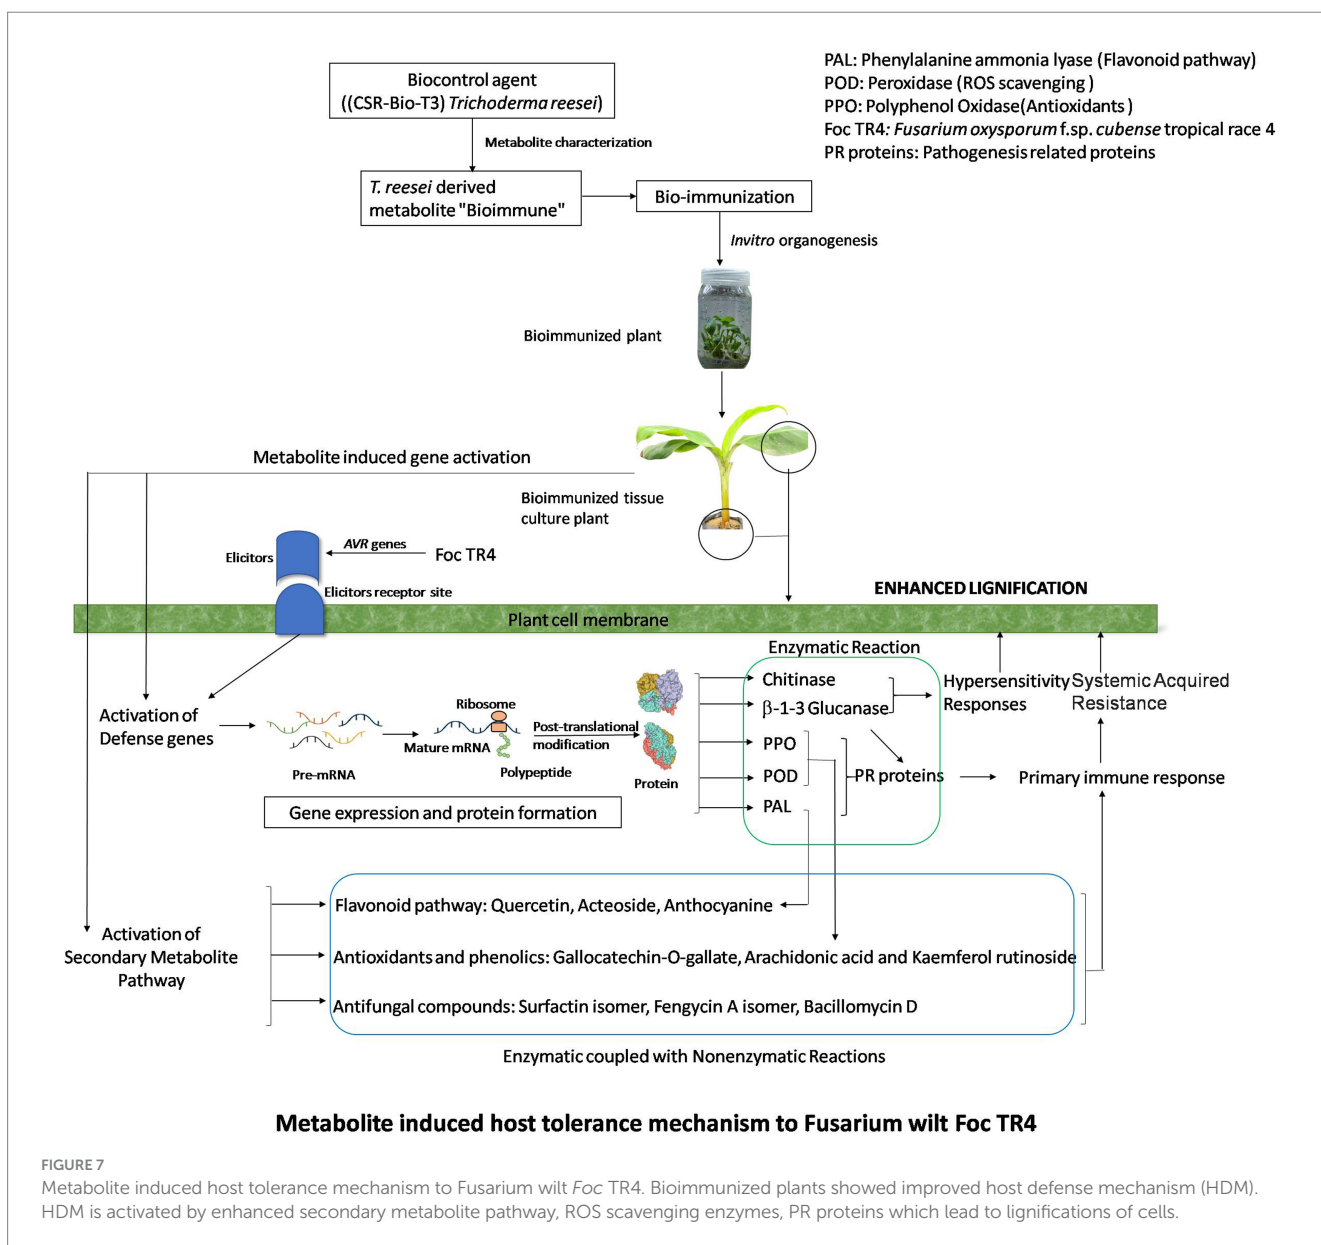 Biocontrol agent
((CSR-Bio-T3) Trichoderma reesei)
PAL: Phenylalanine ammonia lyase (Flavonoid pathway)
POD: Peroxidase (ROS scavenging )
PPO: Polyphenol Oxidase(Antioxidants )
Foc TR4: Fusarium oxysporum f.sp. cubense tropical race 4
PR proteins: Pathogenesis related proteins
Metabolite characterization
T. reesei derived
metabolite "Bioimmune"
Bio-immunization
Invitro organogenesis
Bioimmunized plant
Metabolite induced gene activation
Bioimmunized tissue
culture plant
Elicitors
AVR genes
Foc TR4
Elicitors receptor site
ENHANCED LIGNIFICATION
Plant cell membrane
Enzymatic Reaction
Activation of
Defense genes
Pre-mRNA
Ribosome
Mature mRNA
Polypeptide
Post-translational
modification
Protein
Chitinase
β-1-3 Glucanase
PPO
POD
PAL
PR proteins
Hypersensitivity
Responses
Systemic Acquired
Resistance
Primary immune response
Gene expression and protein formation
Activation of
Secondary Metabolite
Pathway
Flavonoid pathway: Quercetin, Acteoside, Anthocyanine
Antioxidants and phenolics: Gallocatechin-O-gallate, Arachidonic acid and Kaemferol rutinoside
Antifungal compounds: Surfactin isomer, Fengycin A isomer, Bacillomycin D
Enzymatic coupled with Nonenzymatic Reactions
Metabolite induced host tolerance mechanism to Fusarium wilt Foc TR4
FIGURE 7
Metabolite induced host tolerance mechanism to Fusarium wilt Foc TR4. Bioimmunized plants showed improved host defense mechanism (HDM).
HDM is activated by enhanced secondary metabolite pathway, ROS scavenging enzymes, PR proteins which lead to lignifications of cells.